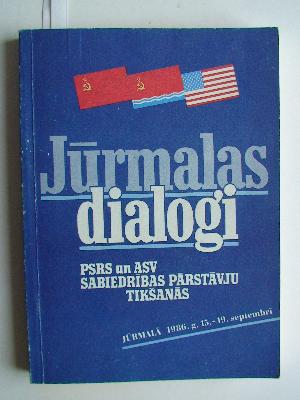 Jūrmalas
dialogi
PSRS un ASV
SABIEDRĪBAS PĀRSTĀVJU
TIKŠANĀS
JŪRMALĀ 1986. g. 15.-19. septembrī